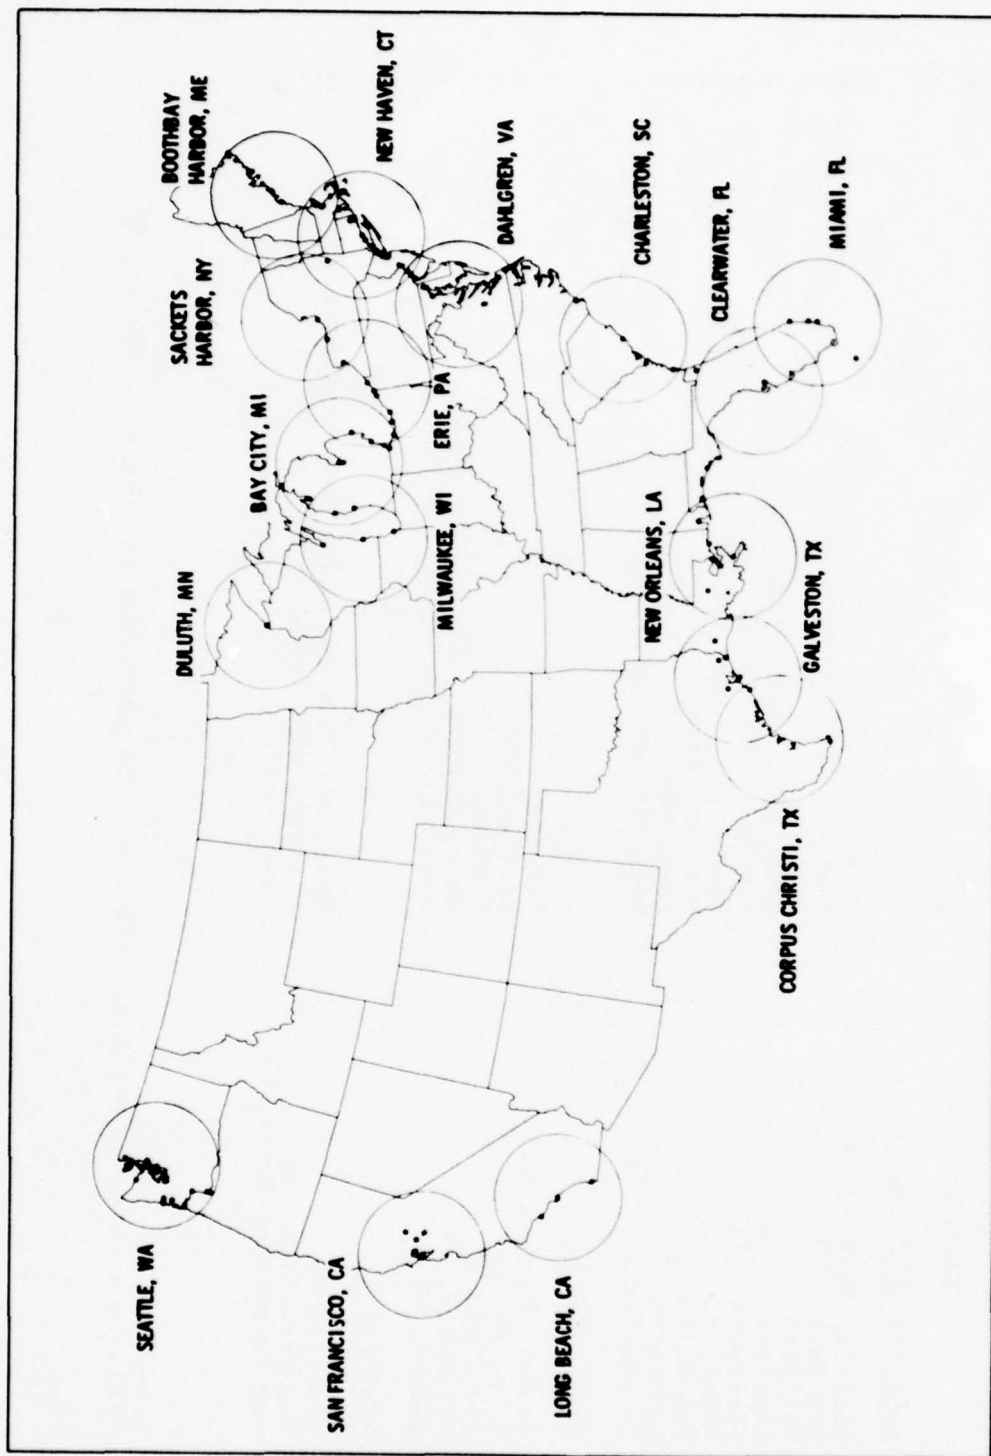 SEATTLE, WA
SAN FRANCISCO, CA
LONG BEACH, CA
DULUTH, MN
MILWAUKEE, WI
BAY CITY, MI
ERIE, PA
SACKETS
HARBOR, NY
BOOTHBAY
HARBOR, ME
NEW HAVEN, CT
DAHLGREN, VA
CHARLESTON, SC
CLEARWATER, FL
MIAMI, FL
NEW ORLEANS, LA
GALVESTON, TX
CORPUS CHRISTI, TX